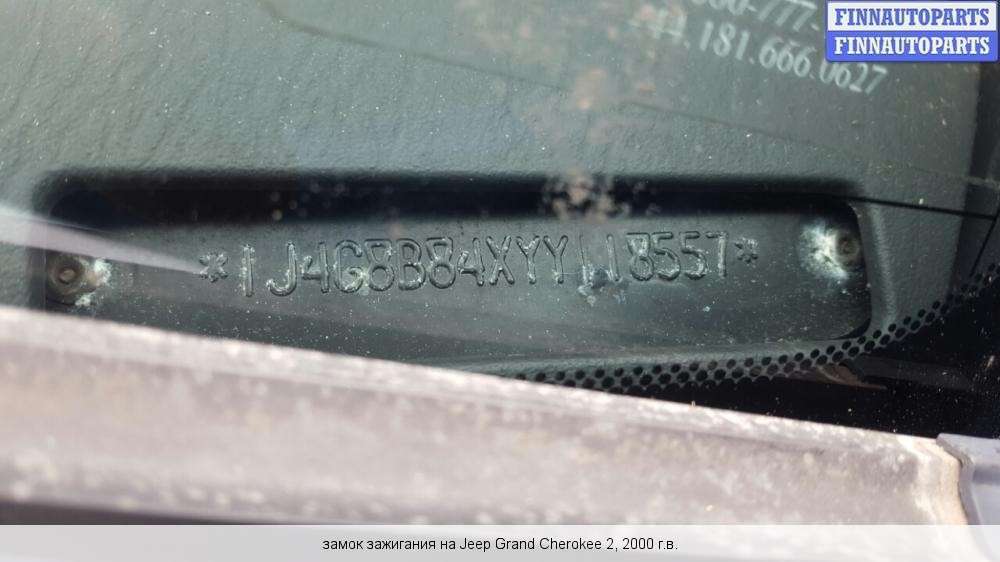 FINNAUTOPARTS
FINNAUTOPARTS
44.181.666.0627
*1J4G8B84XYY118557*
замок зажигания на Jeep Grand Cherokee 2, 2000 г.в.